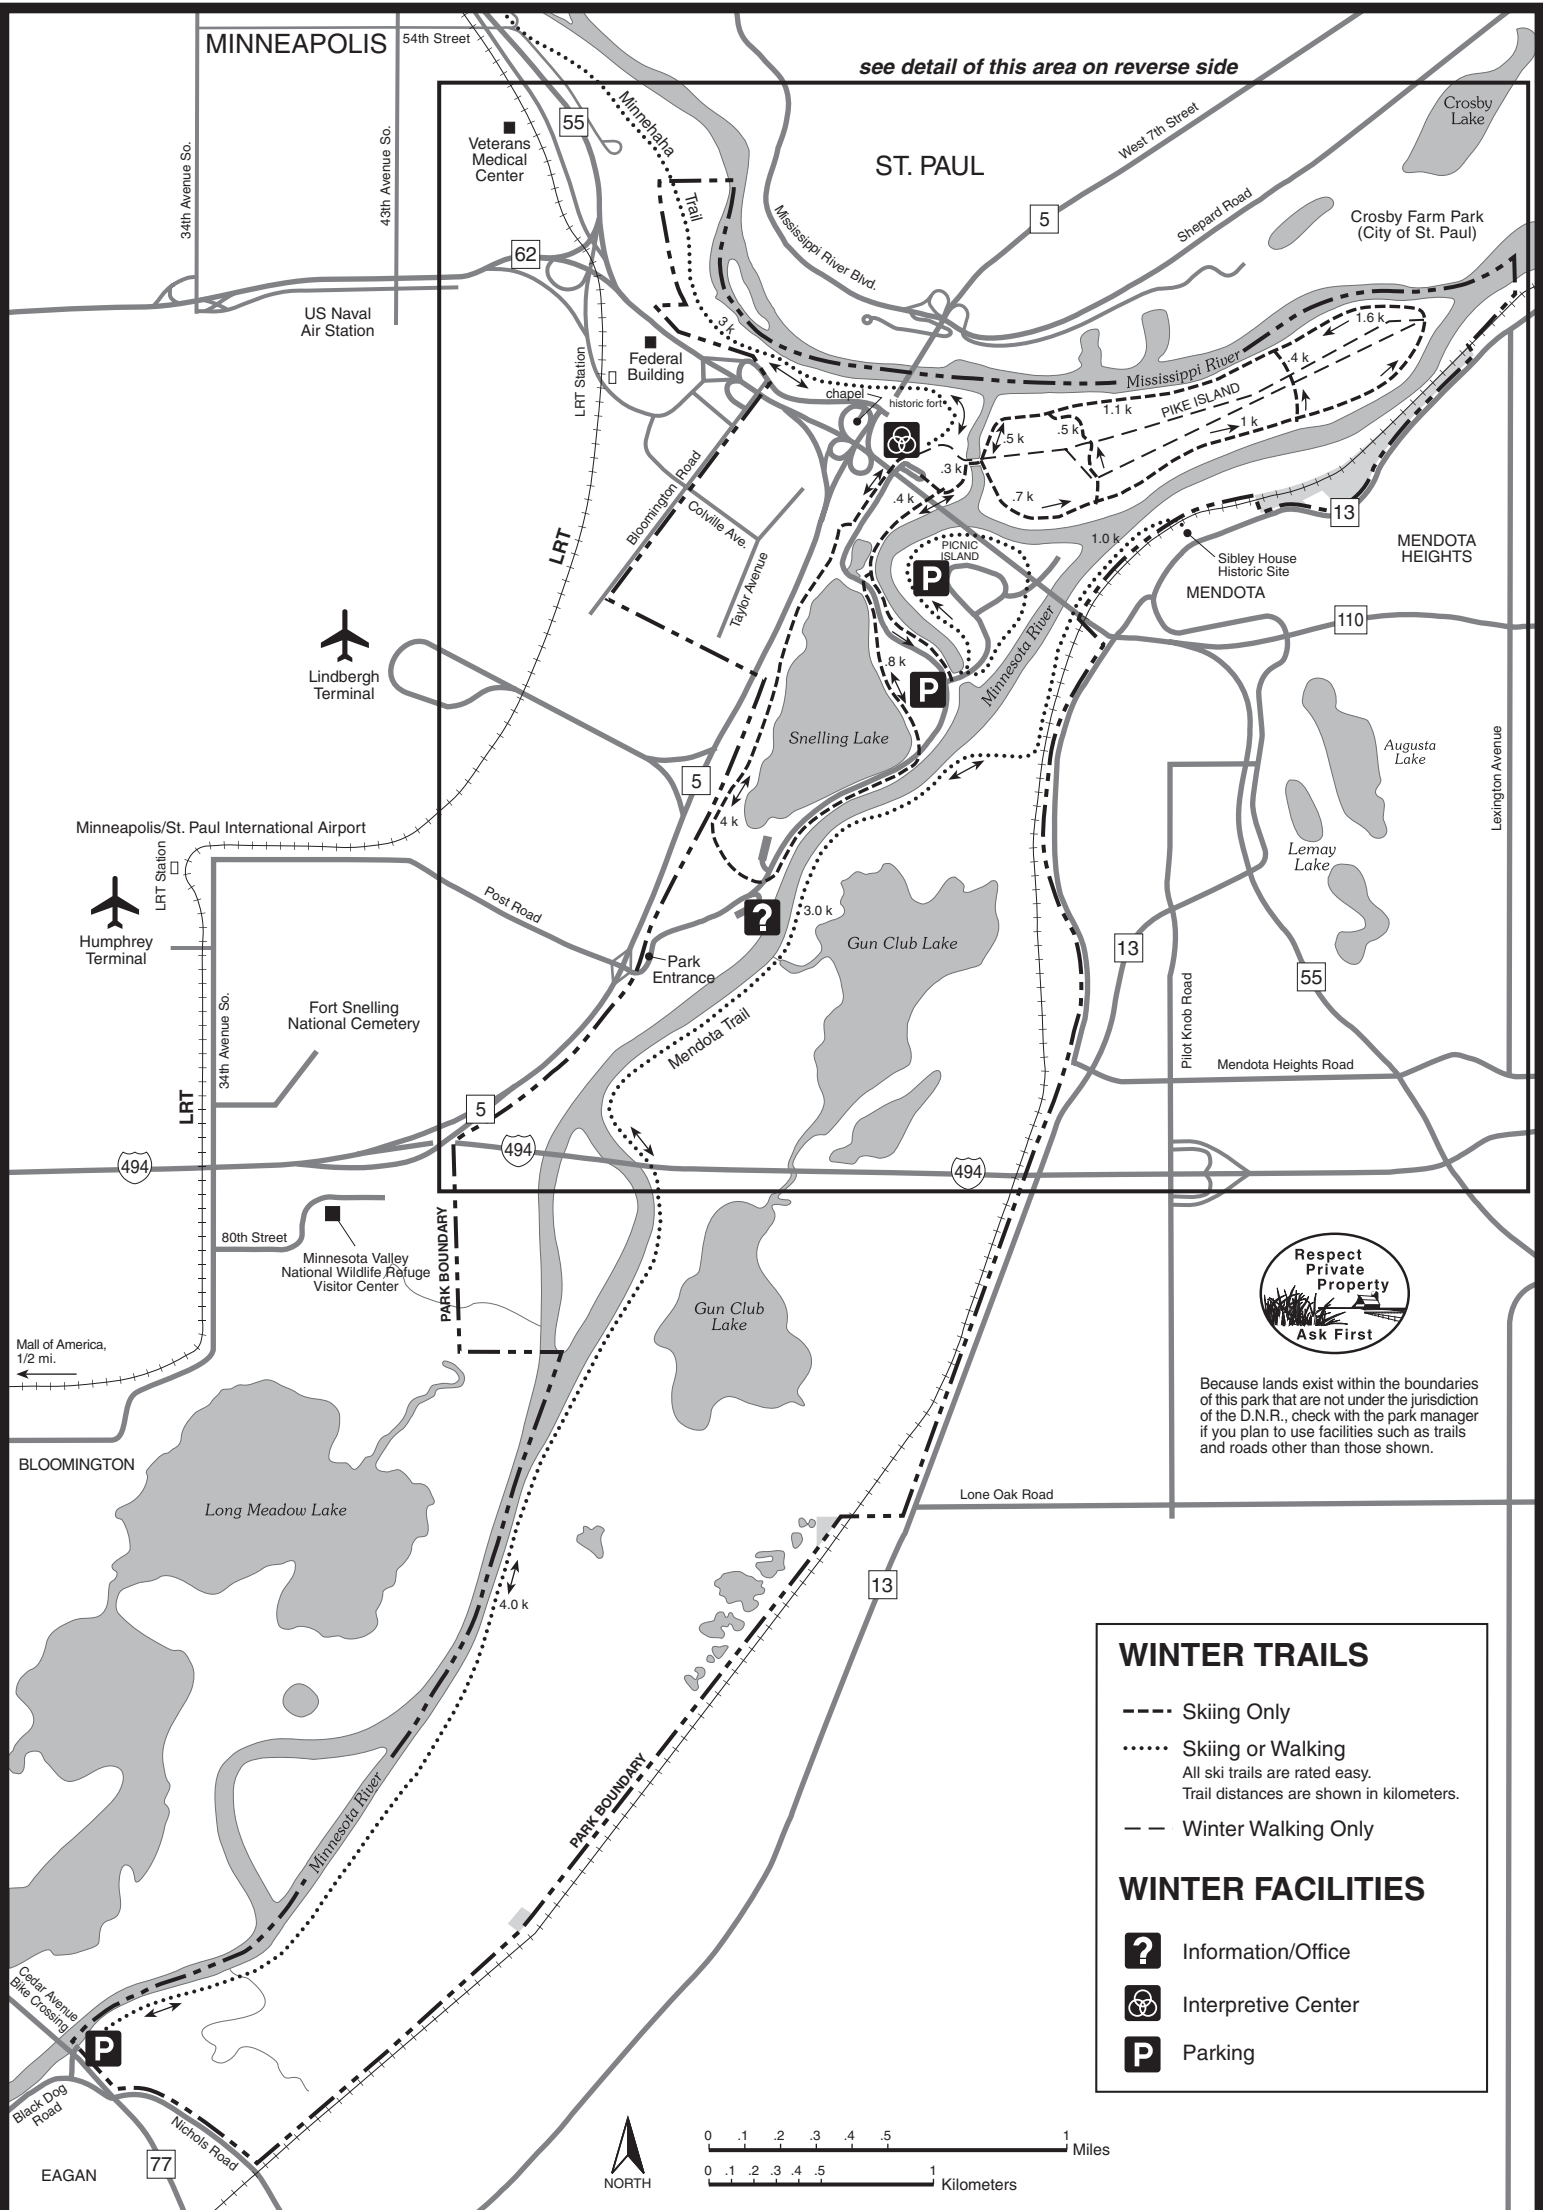 MINNEAPOLIS
54th Street
see detail of this area on reverse side
Crosby
Lake
55
Minnehaha
Trail
Veterans
Medical
Center
ST. PAUL
West 7th Street
34th Avenue So.
43th Avenue So.
5
Shepard Road
Crosby Farm Park
(City of St. Paul)
Mississippi River Blvd.
62
US Naval
Air Station
3 k
1.6 k
Federal
Building
LRT Station
Mississippi River
.4 k
chapel
historic fort
1.1 k
PIKE ISLAND
1 k
.5 k
.5 k
.3 k
.4 k
.7 k
Bloomington Road
Colville Ave.
Taylor Avenue
LRT
13
1.0 k
PICNIC
ISLAND
P
Sibley House
Historic Site
MENDOTA
MENDOTA
HEIGHTS
110
Lindbergh
Terminal
Minnesota River
.8 k
P
Snelling Lake
Augusta
Lake
Lexington Avenue
5
4 k
Minneapolis/St. Paul International Airport
LRT Station
Lemay
Lake
Post Road
?
3.0 k
Gun Club Lake
Humphrey
Terminal
Park
Entrance
13
55
Fort Snelling
National Cemetery
34th Avenue So.
Mendota Trail
Pilot Knob Road
Mendota Heights Road
LRT
5
494
494
494
80th Street
Minnesota Valley
National Wildlife Refuge
Visitor Center
PARK BOUNDARY
Respect
Private
Property
Ask First
Gun Club
Lake
Mall of America,
1/2 mi.
Because lands exist within the boundaries
of this park that are not under the jurisdiction
of the D.N.R., check with the park manager
if you plan to use facilities such as trails
and roads other than those shown.
BLOOMINGTON
Long Meadow Lake
Lone Oak Road
13
4.0 k
WINTER TRAILS
Skiing Only
Skiing or Walking
All ski trails are rated easy.
Trail distances are shown in kilometers.
Winter Walking Only
WINTER FACILITIES
? Information/Office
Interpretive Center
P Parking
PARK BOUNDARY
Minnesota River
Cedar Avenue
Bike Crossing
P
Black Dog
Road
Nichols Road
77
EAGAN
NORTH
0 .1 .2 .3 .4 .5 1 Miles
0 .1 .2 .3 .4 .5 1 Kilometers